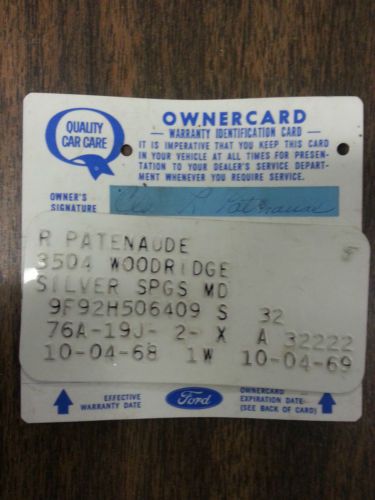 QUALITY
CAR CARE
OWNERCARD
— WARRANTY IDENTIFICATION CARD —
IT IS IMPERATIVE THAT YOU KEEP THIS CARD
IN YOUR VEHICLE AT ALL TIMES FOR PRESEN-
TATION TO YOUR DEALER'S SERVICE DEPART-
MENT WHENEVER YOU REQUIRE SERVICE.
OWNER'S
SIGNATURE
R PATENAUDE
3504 WOODRIDGE
SILVER SPGS MD
9F92H506409 S 32
76A-19J- 2- X A 32222
10-04-68 1W 10-04-69
EFFECTIVE
WARRANTY DATE
Ford
OWNERCARD
EXPIRATION DATE
(SEE BACK OF CARD)